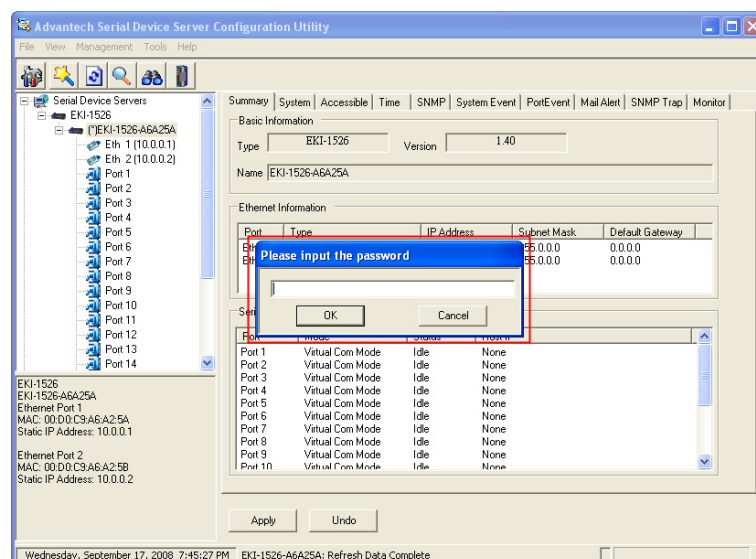 Advantech Serial Device Server Configuration Utility
File View Management Tools Help
Serial Device Servers
EKI-1526
(*)EKI-1526-A6A25A
Eth 1 (10.0.0.1)
Eth 2 (10.0.0.2)
Port 1
Port 2
Port 3
Port 4
Port 5
Port 6
Port 7
Port 8
Port 9
Port 10
Port 11
Port 12
Port 13
Port 14
EKI-1526
EKI-1526-A6A25A
Ethernet Port 1
MAC: 00:D0:C9:A6:A2:5A
Static IP Address: 10.0.0.1
Ethernet Port 2
MAC: 00:D0:C9:A6:A2:5B
Static IP Address: 10.0.0.2
Summary System Accessible Time SNMP System Event PortEvent Mail Alert SNMP Trap Monitor
Basic Information
Type EKI-1526 Version 1.40
Name EKI-1526-A6A25A
Ethernet Information
Port Type IP Address Subnet Mask Default Gateway
0.0.0.0
0.0.0.0
Please input the password
OK Cancel
Port 1 Virtual Com Mode Idle None
Port 2 Virtual Com Mode Idle None
Port 3 Virtual Com Mode Idle None
Port 4 Virtual Com Mode Idle None
Port 5 Virtual Com Mode Idle None
Port 6 Virtual Com Mode Idle None
Port 7 Virtual Com Mode Idle None
Port 8 Virtual Com Mode Idle None
Port 9 Virtual Com Mode Idle None
Port 10 Virtual Com Mode Idle None
Apply Undo
Wednesday, September 17, 2008 7:45:27 PM EKI-1526-A6A25A: Refresh Data Complete